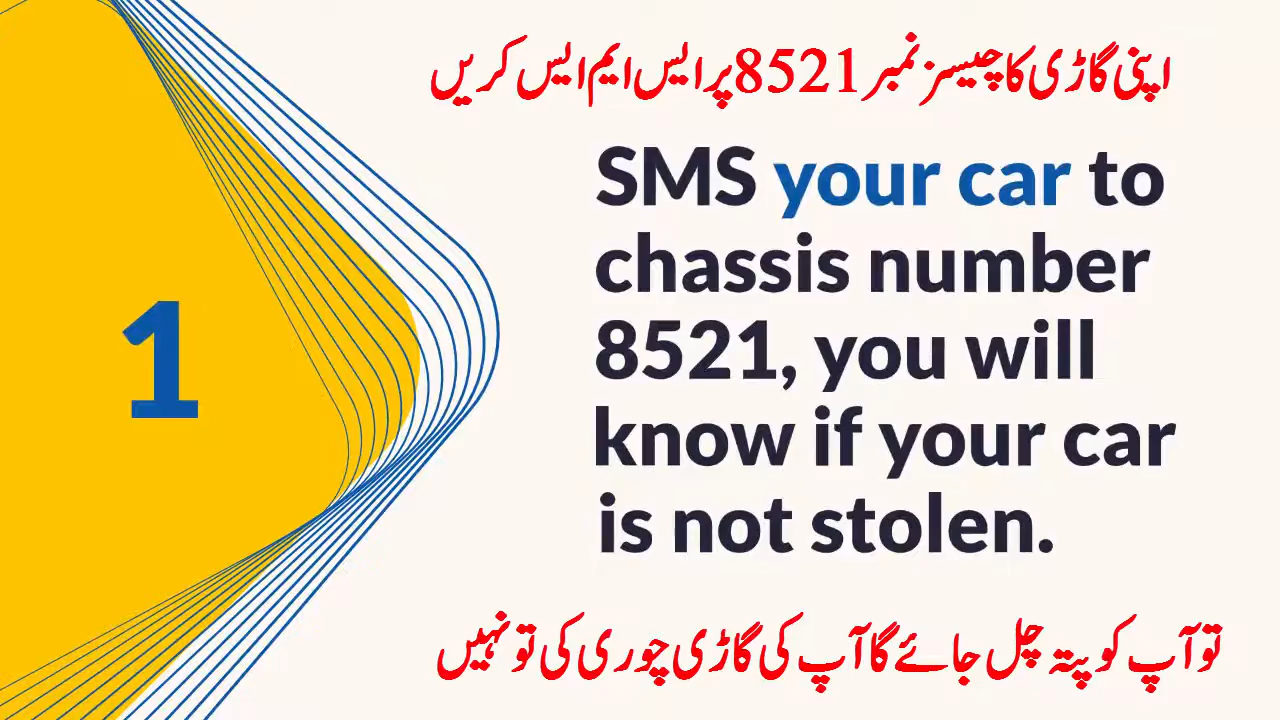 اپنی گاڑی کا چیسز نمبر 8521 پر ایس ایم ایس کریں
SMS your car to
chassis number
8521, you will
know if your car
is not stolen.
1
تو آپ کو پتہ چل جائے گا آپ کی گاڑی چوری کی تو نہیں